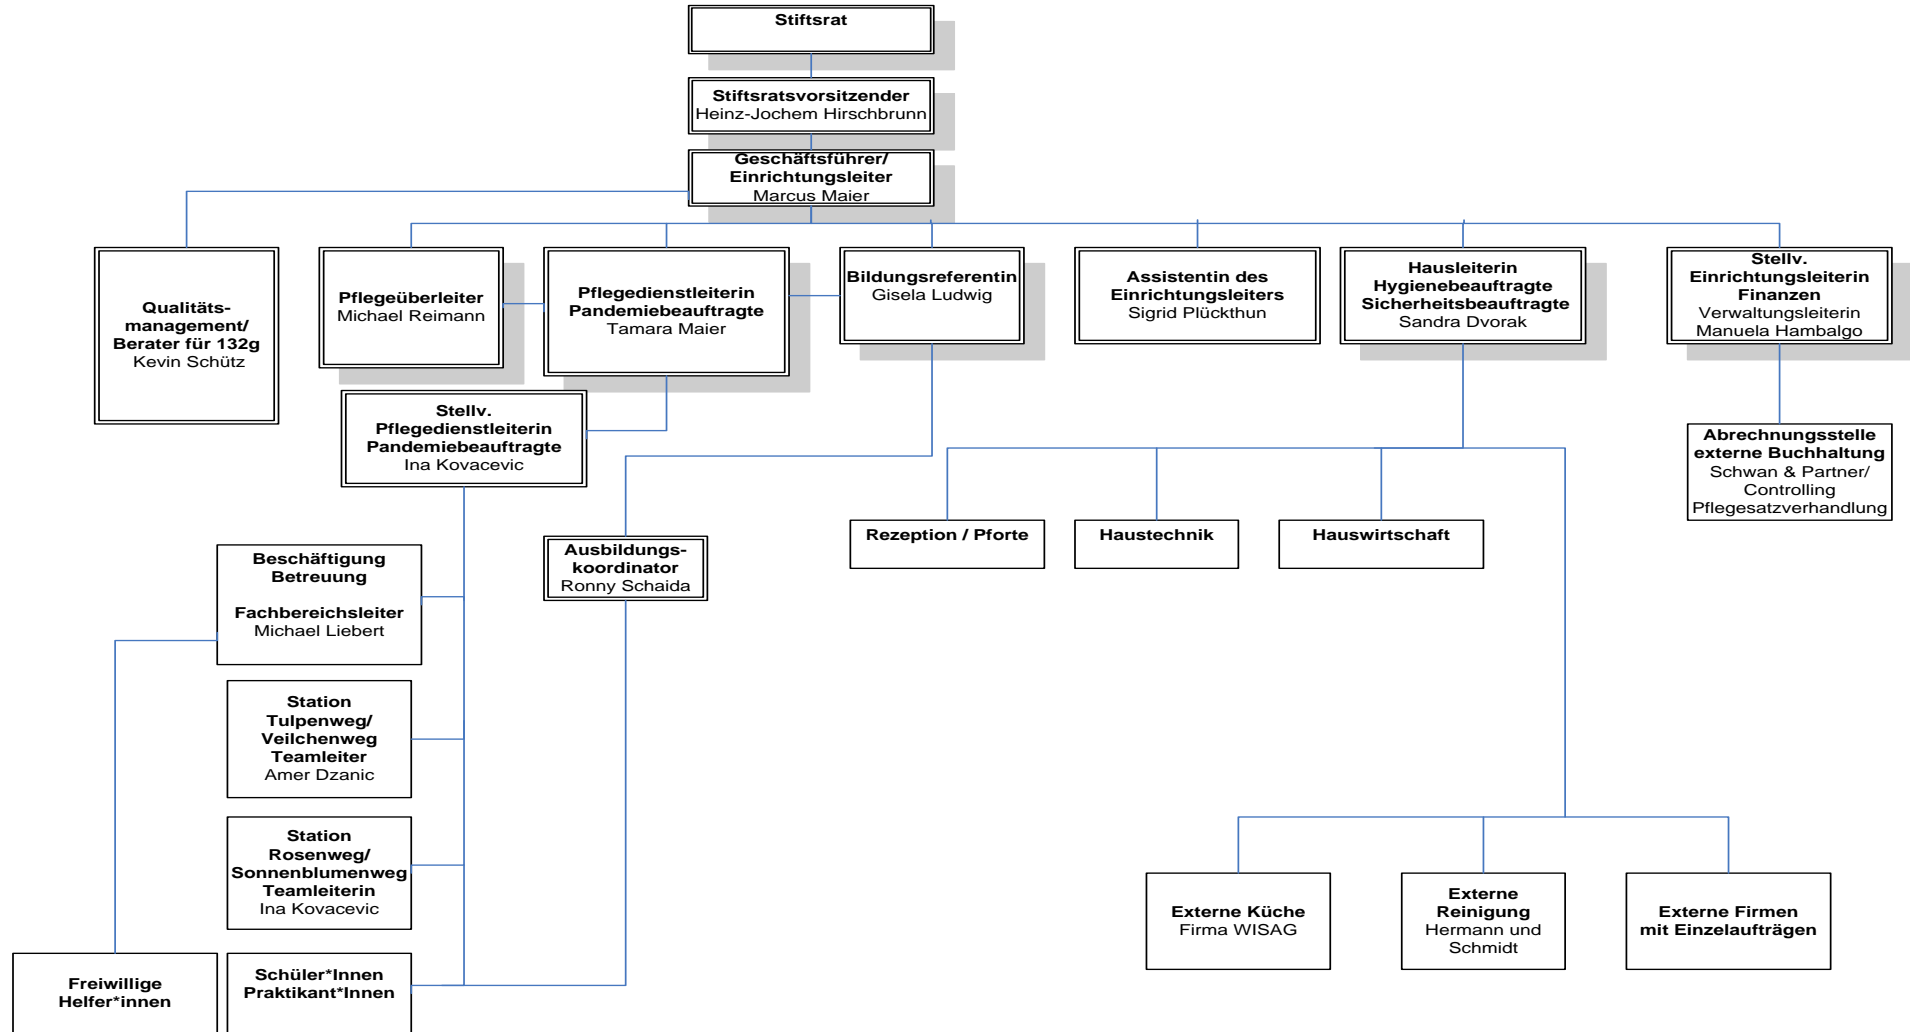 Stiftsrat
Stiftsratsvorsitzender
Heinz-Jochem Hirschbrunn
Geschäftsführer/
Einrichtungsleiter
Marcus Maier
Qualitäts-
management/
Berater für 132g
Kevin Schütz
Pflegeüberleiter
Michael Reimann
Pflegedienstleiterin
Pandemiebeauftragte
Tamara Maier
Bildungsreferentin
Gisela Ludwig
Assistentin des
Einrichtungsleiters
Sigrid Plückthun
Hausleiterin
Hygienebeauftragte
Sicherheitsbeauftragte
Sandra Dvorak
Stellv.
Einrichtungsleiterin
Finanzen
Verwaltungsleiterin
Manuela Hambalgo
Stellv.
Pflegedienstleiterin
Pandemiebeauftragte
Ina Kovacevic
Abrechnungsstelle
externe Buchhaltung
Schwan & Partner/
Controlling
Pflegesatzverhandlung
Beschäftigung
Betreuung
Fachbereichsleiter
Michael Liebert
Ausbildungs-
koordinator
Ronny Schaida
Rezeption / Pforte
Haustechnik
Hauswirtschaft
Station
Tulpenweg/
Veilchenweg
Teamleiter
Amer Dzanic
Station
Rosenweg/
Sonnenblumenweg
Teamleiterin
Ina Kovacevic
Externe Küche
Firma WISAG
Externe
Reinigung
Hermann und
Schmidt
Externe Firmen
mit Einzelaufträgen
Freiwillige
Helfer*innen
Schüler*Innen
Praktikant*Innen